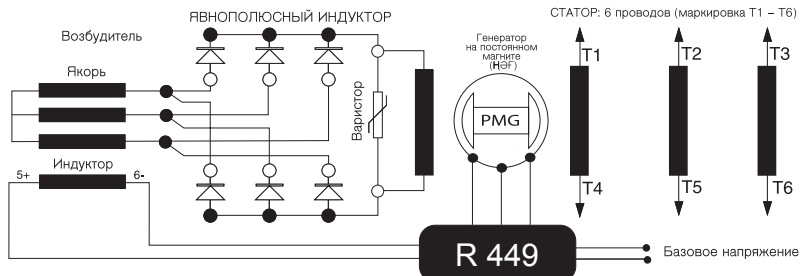 СТАТОР: 6 проводов (маркировка T1 – T6)
ЯВНОПОЛЮСНЫЙ ИНДУКТОР
Возбудитель
Якорь
Индуктор
5+
6-
Варистор
Генератор
на постоянном
магните
PMG
T1
T2
T3
T4
T5
T6
R 449
Базовое напряжение